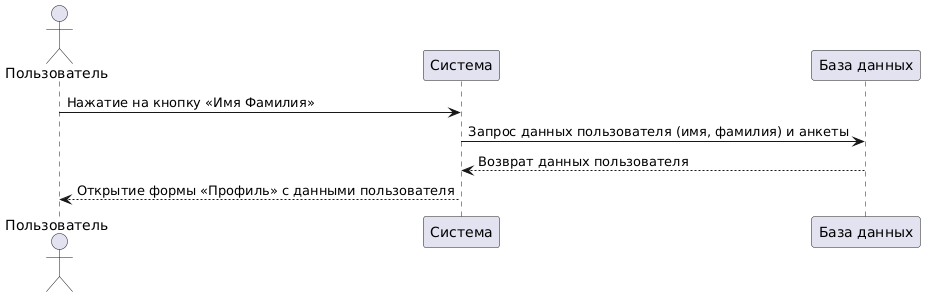 Пользователь
Система
База данных
Нажатие на кнопку «Имя Фамилия»
Запрос данных пользователя (имя, фамилия) и анкеты
Возврат данных пользователя
Открытие формы «Профиль» с данными пользователя
Пользователь
Система
База данных